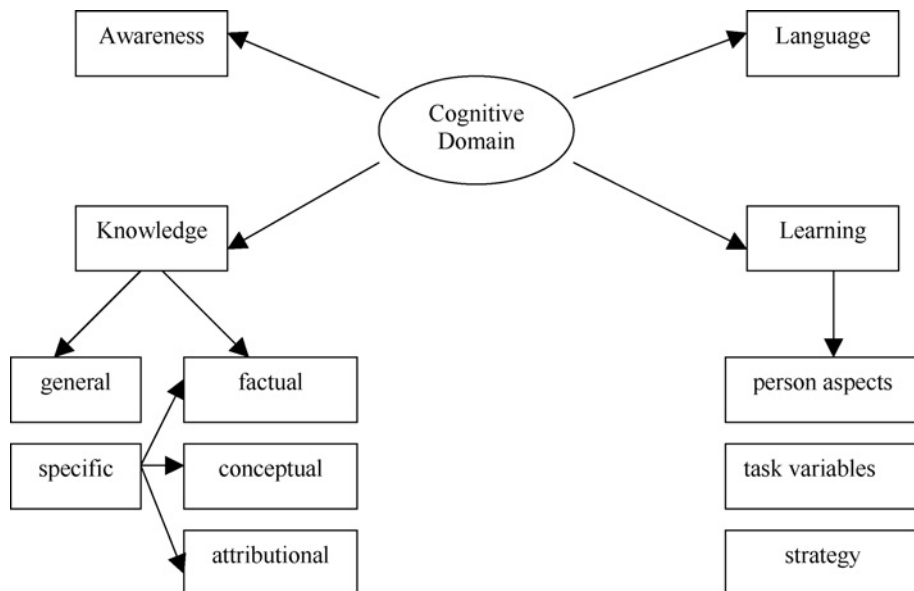 Awareness
Language
Cognitive
Domain
Knowledge
Learning
general
factual
person aspects
specific
conceptual
task variables
attributional
strategy